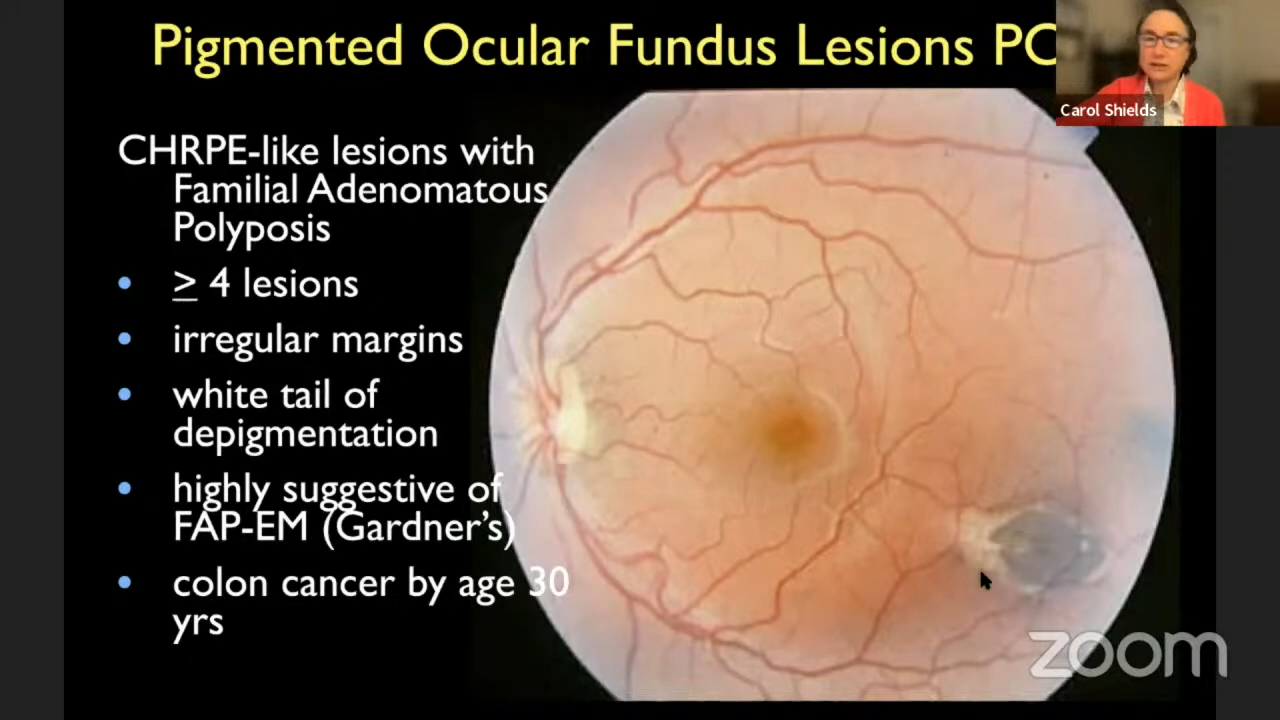 Pigmented Ocular Fundus Lesions PO
Carol Shields
CHRPE-like lesions with
Familial Adenomatous
Polyposis
• ≥ 4 lesions
• irregular margins
• white tail of
depigmentation
• highly suggestive of
FAP-EM (Gardner's)
• colon cancer by age 30
yrs
zoom